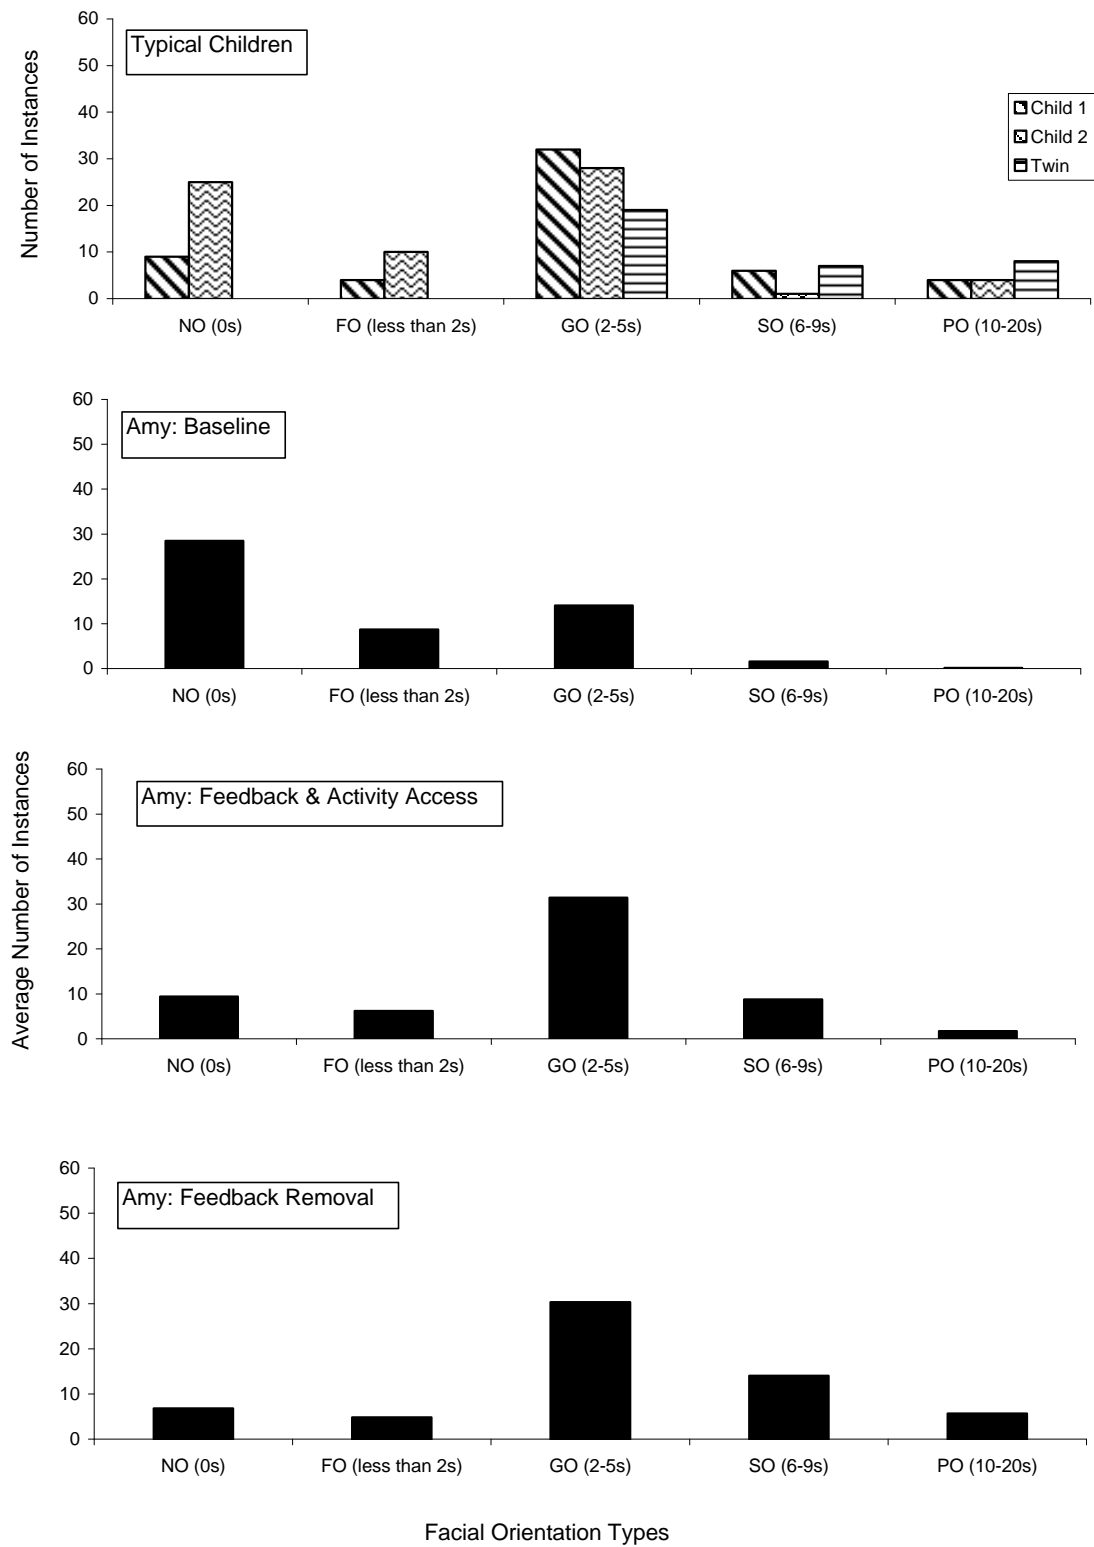 Typical Children
Number of Instances
60
50
40
30
20
10
0
Child 1
Child 2
Twin
NO (0s) FO (less than 2s) GO (2-5s) SO (6-9s) PO (10-20s)
Amy: Baseline
60
50
40
30
20
10
0
NO (0s) FO (less than 2s) GO (2-5s) SO (6-9s) PO (10-20s)
Average Number of Instances
Amy: Feedback & Activity Access
60
50
40
30
20
10
0
NO (0s) FO (less than 2s) GO (2-5s) SO (6-9s) PO (10-20s)
Amy: Feedback Removal
60
50
40
30
20
10
0
NO (0s) FO (less than 2s) GO (2-5s) SO (6-9s) PO (10-20s)
Facial Orientation Types